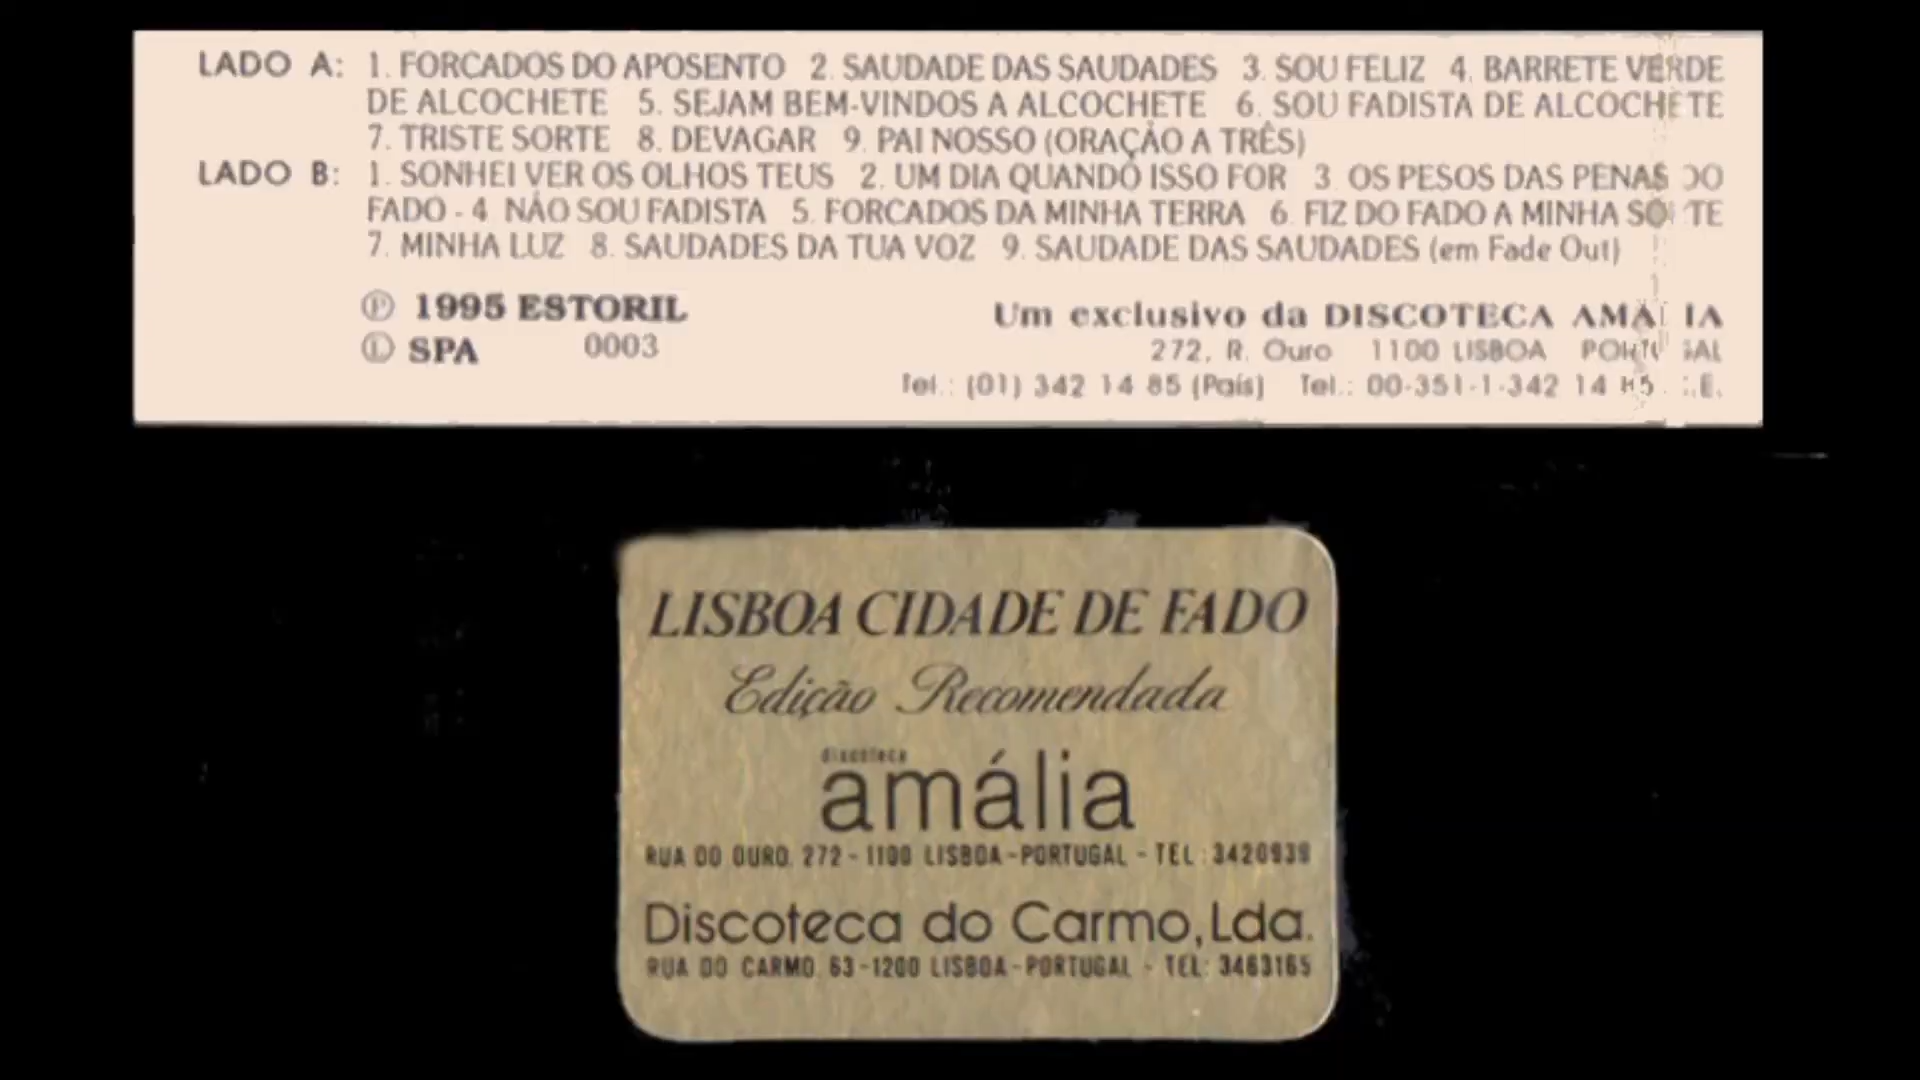 LADO A: 1. FORCADOS DO APOSENTO 2. SAUDADE DAS SAUDADES 3. SOU FELIZ 4. BARRETE VERDE
DE ALCOCHETE 5. SEJAM BEM-VINDOS A ALCOCHETE 6. SOU FADISTA DE ALCOCHETE
7. TRISTE SORTE 8. DEVAGAR 9. PAI NOSSO (ORAÇÃO A TRÊS)
LADO B: 1. SONHEI VER OS OLHOS TEUS 2. UM DIA QUANDO ISSO FOR 3. OS PESOS DAS PENAS DO
FADO - 4. NÃO SOU FADISTA 5. FORCADOS DA MINHA TERRA 6. FIZ DO FADO A MINHA SORTE
7. MINHA LUZ 8. SAUDADES DA TUA VOZ 9. SAUDADE DAS SAUDADES (em Fade Out)
Ⓟ 1995 ESTORIL
Ⓛ SPA 0003
Um exclusivo da DISCOTECA AMALIA
272, R. Ouro 1100 LISBOA PORTUGAL
Tel.: (01) 342 14 85 (País) Tel.: 00-351-1-342 14 85
LISBOA CIDADE DE FADO
Edição Recomendada
discoteca
amália
RUA DO OURO, 272 - 1100 LISBOA - PORTUGAL - TEL: 3420939
Discoteca do Carmo, Lda.
RUA DO CARMO, 63 - 1200 LISBOA - PORTUGAL - TEL: 3463165